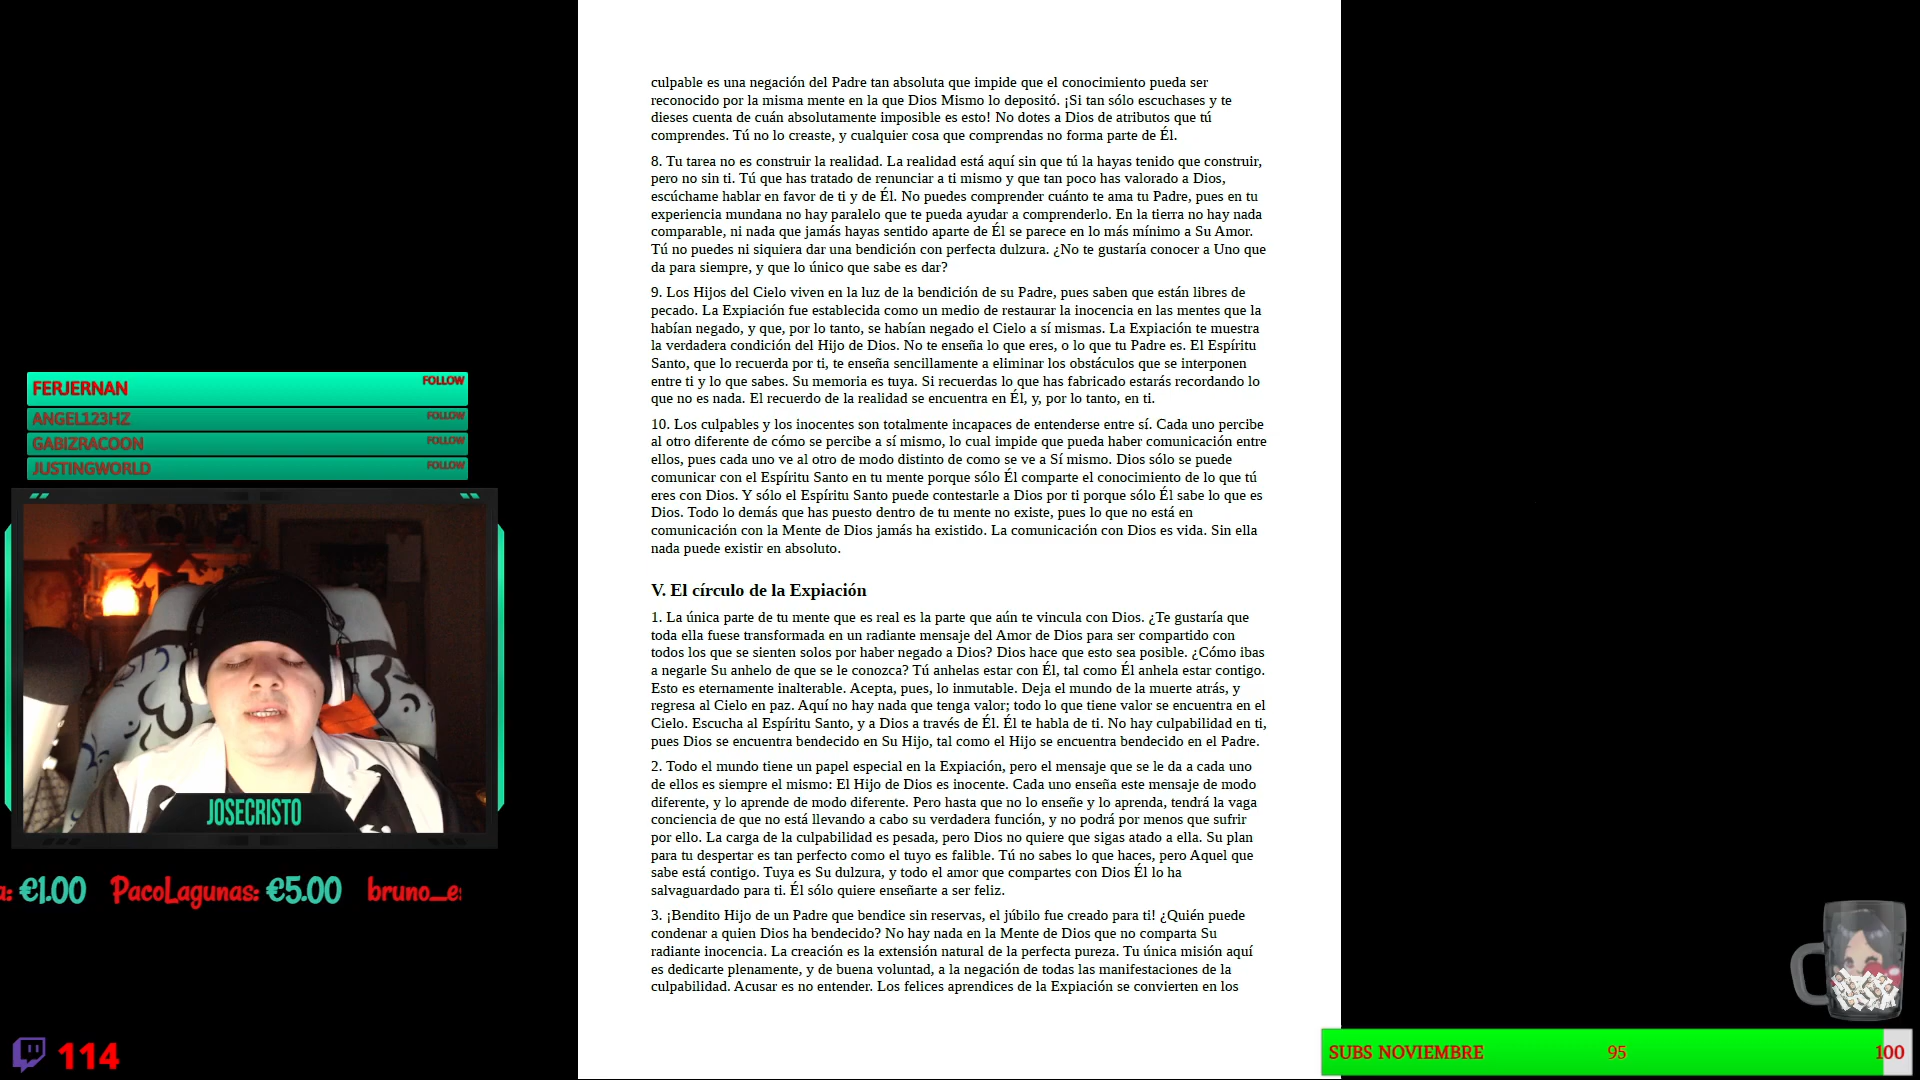 culpable es una negación del Padre tan absoluta que impide que el conocimiento pueda ser
reconocido por la misma mente en la que Dios Mismo lo depositó. ¡Si tan sólo escuchases y te
dieses cuenta de cuán absolutamente imposible es esto! No dotes a Dios de atributos que tú
comprendes. Tú no lo creaste, y cualquier cosa que comprendas no forma parte de Él.
8. Tu tarea no es construir la realidad. La realidad está aquí sin que tú la hayas tenido que construir,
pero no sin ti. Tú que has tratado de renunciar a ti mismo y que tan poco has valorado a Dios,
escúchame hablar en favor de ti y de Él. No puedes comprender cuánto te ama tu Padre, pues en tu
experiencia mundana no hay paralelo que te pueda ayudar a comprenderlo. En la tierra no hay nada
comparable, ni nada que jamás hayas sentido aparte de Él se parece en lo más mínimo a Su Amor.
Tú no puedes ni siquiera dar una bendición con perfecta dulzura. ¿No te gustaría conocer a Uno que
da para siempre, y que lo único que sabe es dar?
9. Los Hijos del Cielo viven en la luz de la bendición de su Padre, pues saben que están libres de
pecado. La Expiación fue establecida como un medio de restaurar la inocencia en las mentes que la
habían negado, y que, por lo tanto, se habían negado el Cielo a sí mismas. La Expiación te muestra
la verdadera condición del Hijo de Dios. No te enseña lo que eres, o lo que tu Padre es. El Espíritu
Santo, que lo recuerda por ti, te enseña sencillamente a eliminar los obstáculos que se interponen
entre ti y lo que sabes. Su memoria es tuya. Si recuerdas lo que has fabricado estarás recordando lo
que no es nada. El recuerdo de la realidad se encuentra en Él, y, por lo tanto, en ti.
10. Los culpables y los inocentes son totalmente incapaces de entenderse entre sí. Cada uno percibe
al otro diferente de cómo se percibe a sí mismo, lo cual impide que pueda haber comunicación entre
ellos, pues cada uno ve al otro de modo distinto de como se ve a Sí mismo. Dios sólo se puede
comunicar con el Espíritu Santo en tu mente porque sólo Él comparte el conocimiento de lo que tú
eres con Dios. Y sólo el Espíritu Santo puede contestarle a Dios por ti porque sólo Él sabe lo que es
Dios. Todo lo demás que has puesto dentro de tu mente no existe, pues lo que no está en
comunicación con la Mente de Dios jamás ha existido. La comunicación con Dios es vida. Sin ella
nada puede existir en absoluto.
V. El círculo de la Expiación
1. La única parte de tu mente que es real es la parte que aún te vincula con Dios. ¿Te gustaría que
toda ella fuese transformada en un radiante mensaje del Amor de Dios para ser compartido con
todos los que se sienten solos por haber negado a Dios? Dios hace que esto sea posible. ¿Cómo ibas
a negarle Su anhelo de que se le conozca? Tú anhelas estar con Él, tal como Él anhela estar contigo.
Esto es eternamente inalterable. Acepta, pues, lo inmutable. Deja el mundo de la muerte atrás, y
regresa al Cielo en paz. Aquí no hay nada que tenga valor; todo lo que tiene valor se encuentra en el
Cielo. Escucha al Espíritu Santo, y a Dios a través de Él. Él te habla de ti. No hay culpabilidad en ti,
pues Dios se encuentra bendecido en Su Hijo, tal como el Hijo se encuentra bendecido en el Padre.
2. Todo el mundo tiene un papel especial en la Expiación, pero el mensaje que se le da a cada uno
de ellos es siempre el mismo: El Hijo de Dios es inocente. Cada uno enseña este mensaje de modo
diferente, y lo aprende de modo diferente. Pero hasta que no lo enseñe y lo aprenda, tendrá la vaga
conciencia de que no está llevando a cabo su verdadera función, y no podrá por menos que sufrir
por ello. La carga de la culpabilidad es pesada, pero Dios no quiere que sigas atado a ella. Su plan
para tu despertar es tan perfecto como el tuyo es falible. Tú no sabes lo que haces, pero Aquel que
sabe está contigo. Tuya es Su dulzura, y todo el amor que compartes con Dios Él lo ha
salvaguardado para ti. Él sólo quiere enseñarte a ser feliz.
3. ¡Bendito Hijo de un Padre que bendice sin reservas, el júbilo fue creado para ti! ¿Quién puede
condenar a quien Dios ha bendecido? No hay nada en la Mente de Dios que no comparta Su
radiante inocencia. La creación es la extensión natural de la perfecta pureza. Tu única misión aquí
es dedicarte plenamente, y de buena voluntad, a la negación de todas las manifestaciones de la
culpabilidad. Acusar es no entender. Los felices aprendices de la Expiación se convierten en los
FERJERNAN FOLLOW
ANGEL123HZ FOLLOW
GABIZRACOON FOLLOW
JUSTINGWORLD FOLLOW
JOSECRISTO
a: €1.00 PacoLagunas: €5.00 bruno_e
114
SUBS NOVIEMBRE 95 100